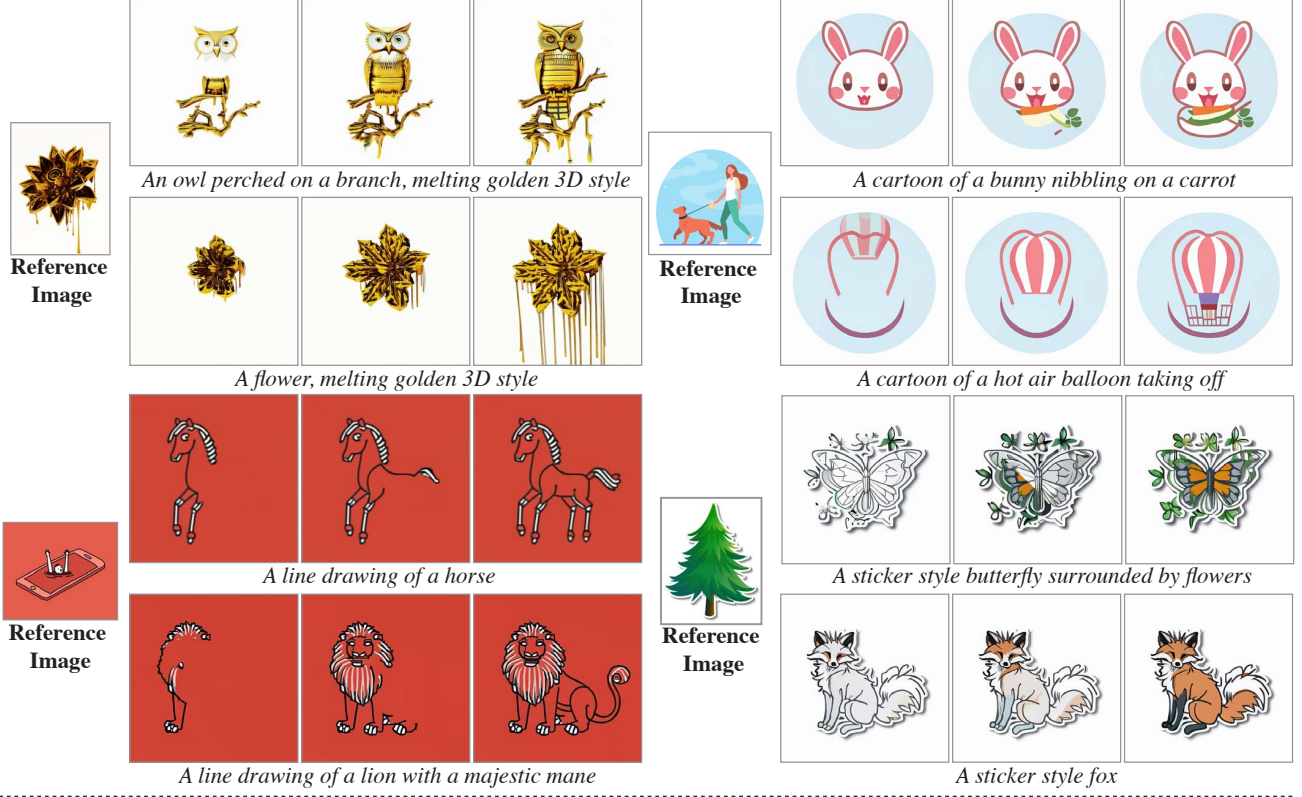 An owl perched on a branch, melting golden 3D style
Reference
Image
A flower, melting golden 3D style
A cartoon of a bunny nibbling on a carrot
Reference
Image
A cartoon of a hot air balloon taking off
A line drawing of a horse
Reference
Image
A line drawing of a lion with a majestic mane
A sticker style butterfly surrounded by flowers
Reference
Image
A sticker style fox